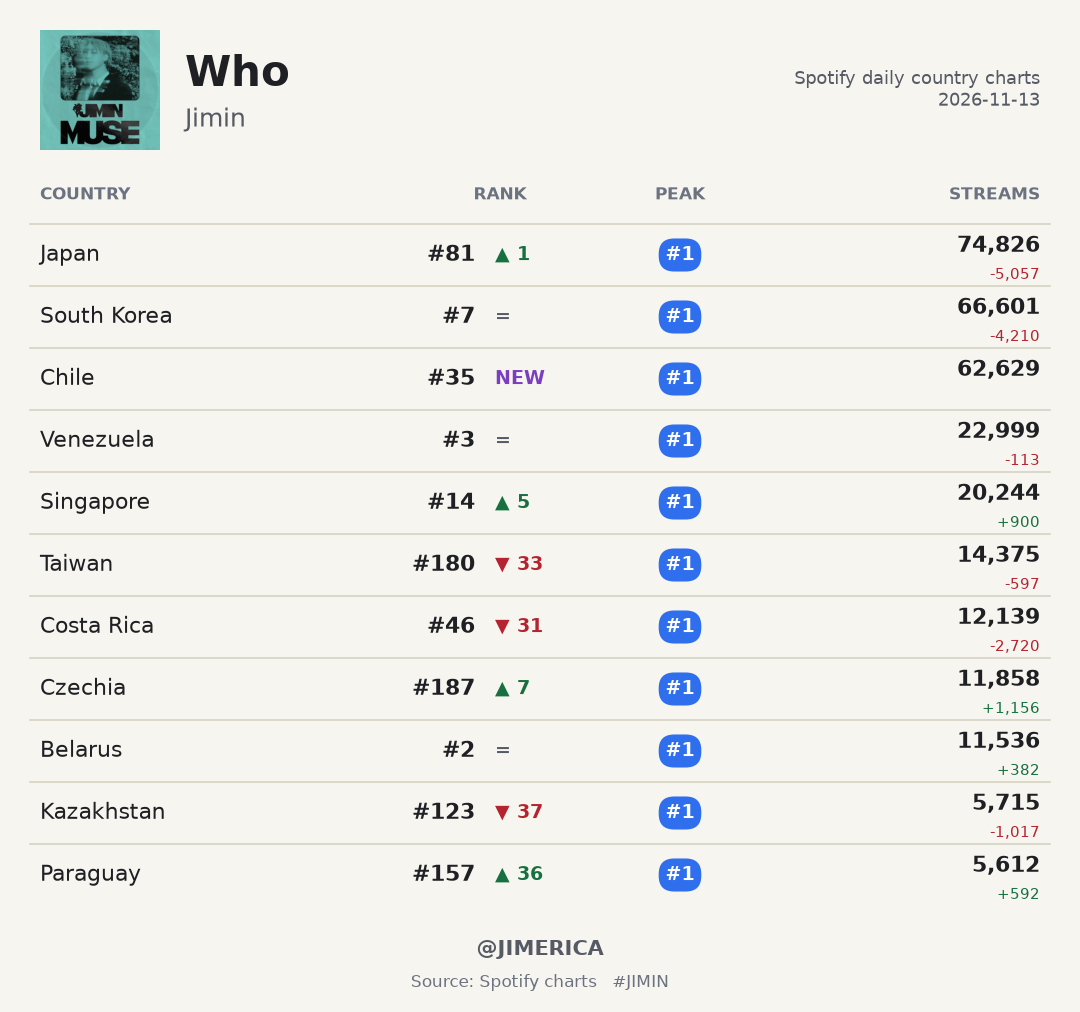 JIMIN
MUSE
Who
Jimin
Spotify daily country charts
2026-11-13
COUNTRY RANK PEAK STREAMS
Japan #81 ▲ 1 #1 74,826
-5,057
South Korea #7 = #1 66,601
-4,210
Chile #35 NEW #1 62,629
Venezuela #3 = #1 22,999
-113
Singapore #14 ▲ 5 #1 20,244
+900
Taiwan #180 ▼ 33 #1 14,375
-597
Costa Rica #46 ▼ 31 #1 12,139
-2,720
Czechia #187 ▲ 7 #1 11,858
+1,156
Belarus #2 = #1 11,536
+382
Kazakhstan #123 ▼ 37 #1 5,715
-1,017
Paraguay #157 ▲ 36 #1 5,612
+592
@JIMERICA
Source: Spotify charts #JIMIN